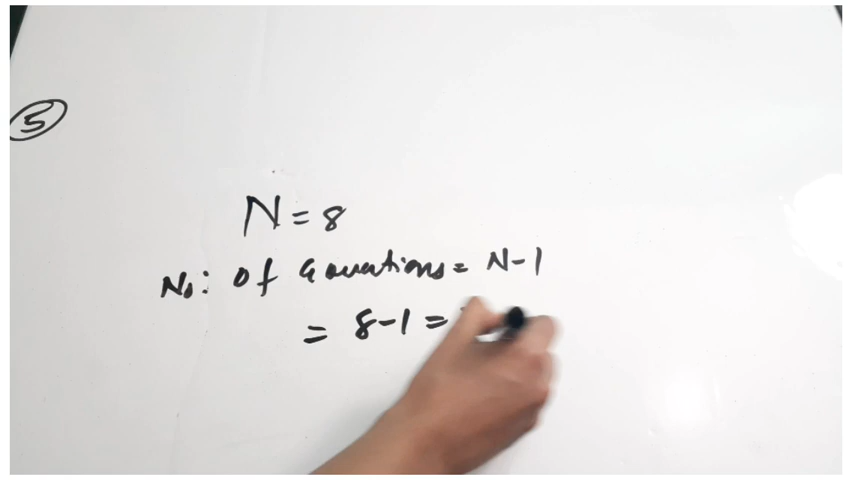 5
N = 8
No: of Equations = N-1
= 8-1 =